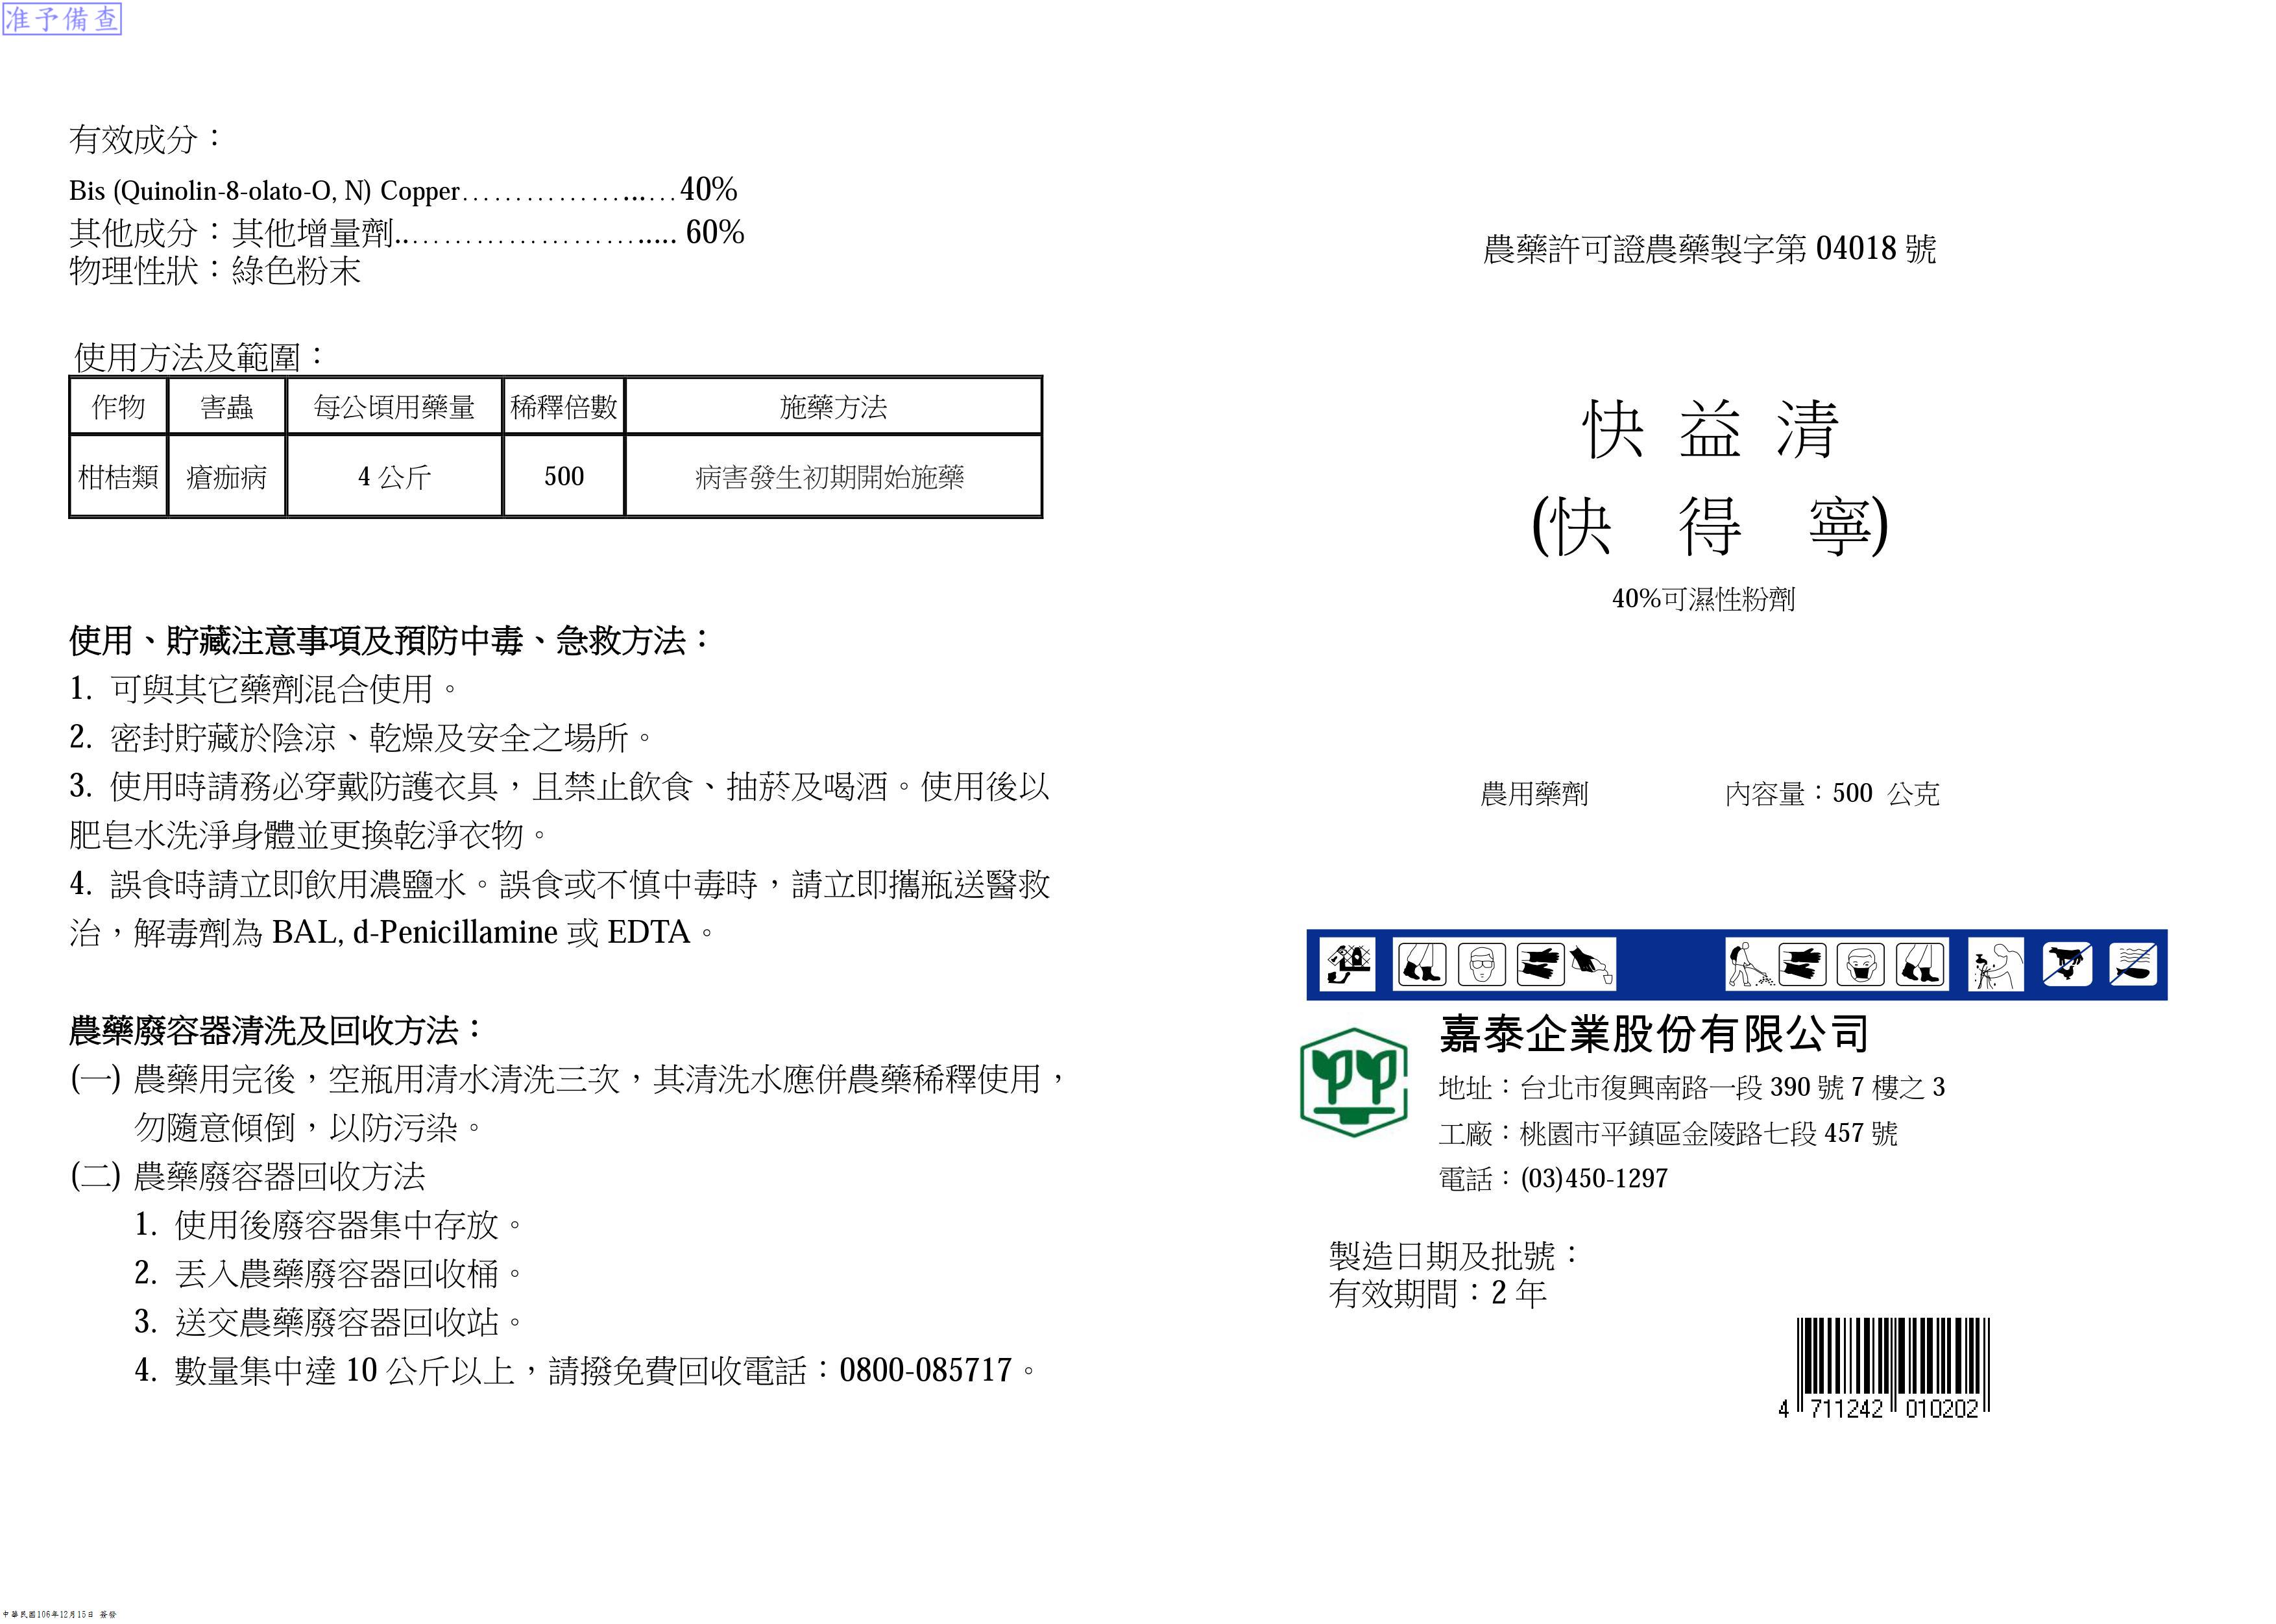 准予備查
有效成分：
Bis (Quinolin-8-olato-O, N) Copper........................40%
其他成分：其他增量劑............................. 60%
物理性狀：綠色粉末
使用方法及範圍：
作物 害蟲 每公頃用藥量 稀釋倍數 施藥方法
柑桔類 瘡痂病 4 公斤 500 病害發生初期開始施藥
使用、貯藏注意事項及預防中毒、急救方法：
1. 可與其它藥劑混合使用。
2. 密封貯藏於陰涼、乾燥及安全之場所。
3. 使用時請務必穿戴防護衣具，且禁止飲食、抽菸及喝酒。使用後以
肥皂水洗淨身體並更換乾淨衣物。
4. 誤食時請立即飲用濃鹽水。誤食或不慎中毒時，請立即攜瓶送醫救
治，解毒劑為 BAL, d-Penicillamine 或 EDTA。
農藥廢容器清洗及回收方法：
(一) 農藥用完後，空瓶用清水清洗三次，其清洗水應併農藥稀釋使用，
勿隨意傾倒，以防污染。
(二) 農藥廢容器回收方法
1. 使用後廢容器集中存放。
2. 丟入農藥廢容器回收桶。
3. 送交農藥廢容器回收站。
4. 數量集中達 10 公斤以上，請撥免費回收電話：0800-085717。
農藥許可證農藥製字第 04018 號
快 益 清
(快 得 寧)
40%可濕性粉劑
農用藥劑 內容量：500 公克
嘉泰企業股份有限公司
地址：台北市復興南路一段 390 號 7 樓之 3
工廠：桃園市平鎮區金陵路七段 457 號
電話：(03)450-1297
製造日期及批號：
有效期間：2 年
4 711242 010202
中華民國106年12月15日 簽發